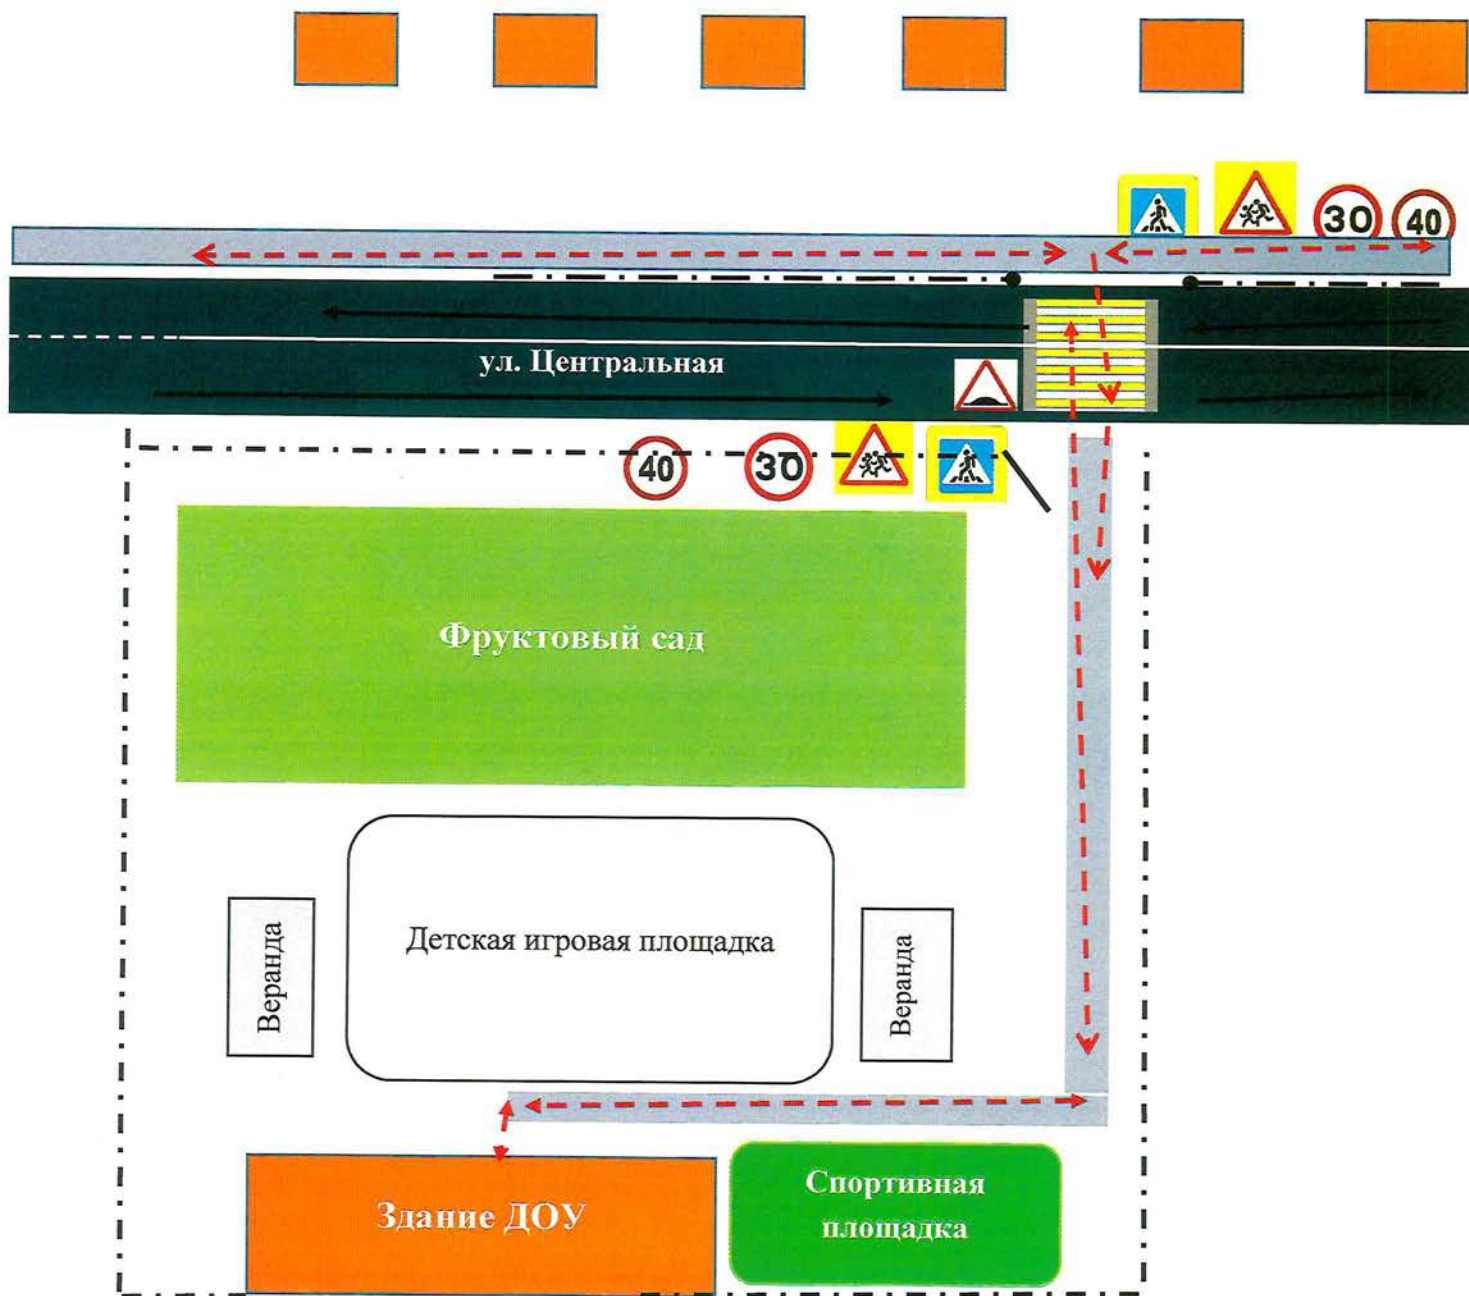 30
40
ул. Центральная
40
30
Фруктовый сад
Веранда
Детская игровая площадка
Веранда
Здание ДОУ
Спортивная
площадка